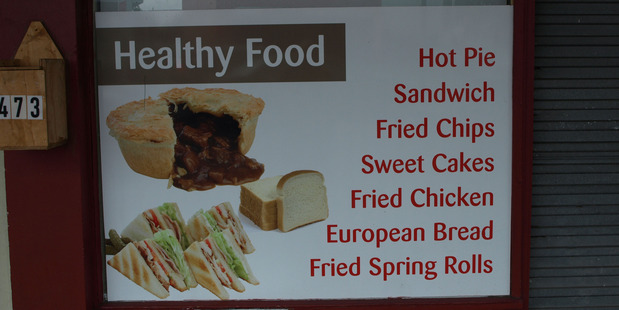 473
Healthy Food
Hot Pie
Sandwich
Fried Chips
Sweet Cakes
Fried Chicken
European Bread
Fried Spring Rolls